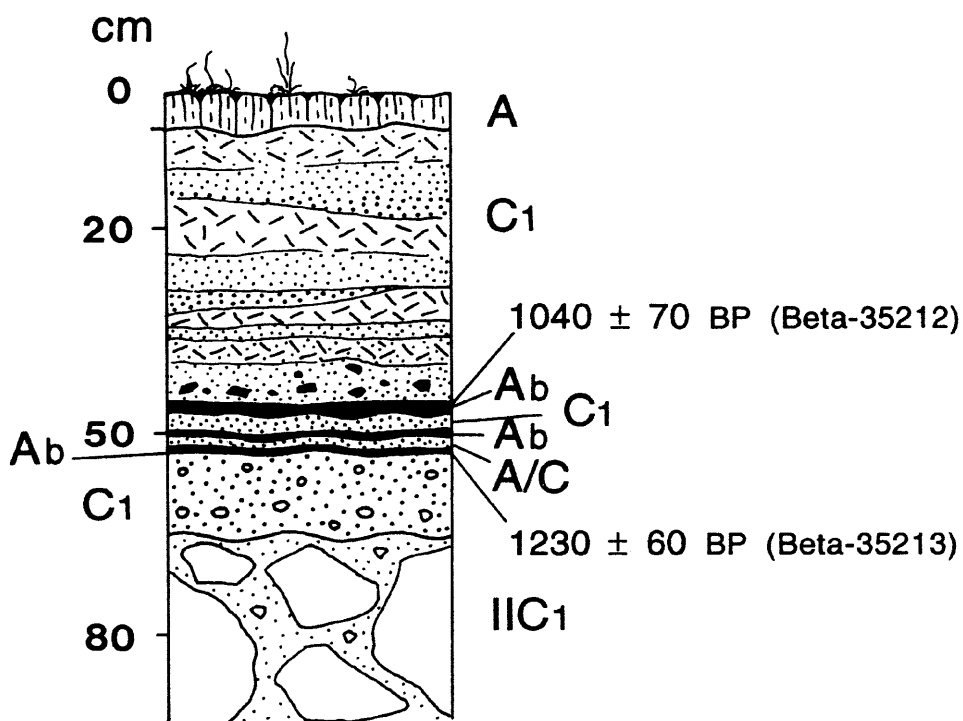 cm
0
A
20
C1
1040 ± 70 BP (Beta-35212)
Ab
C1
50
Ab
Ab
A/C
C1
1230 ± 60 BP (Beta-35213)
IIC1
80